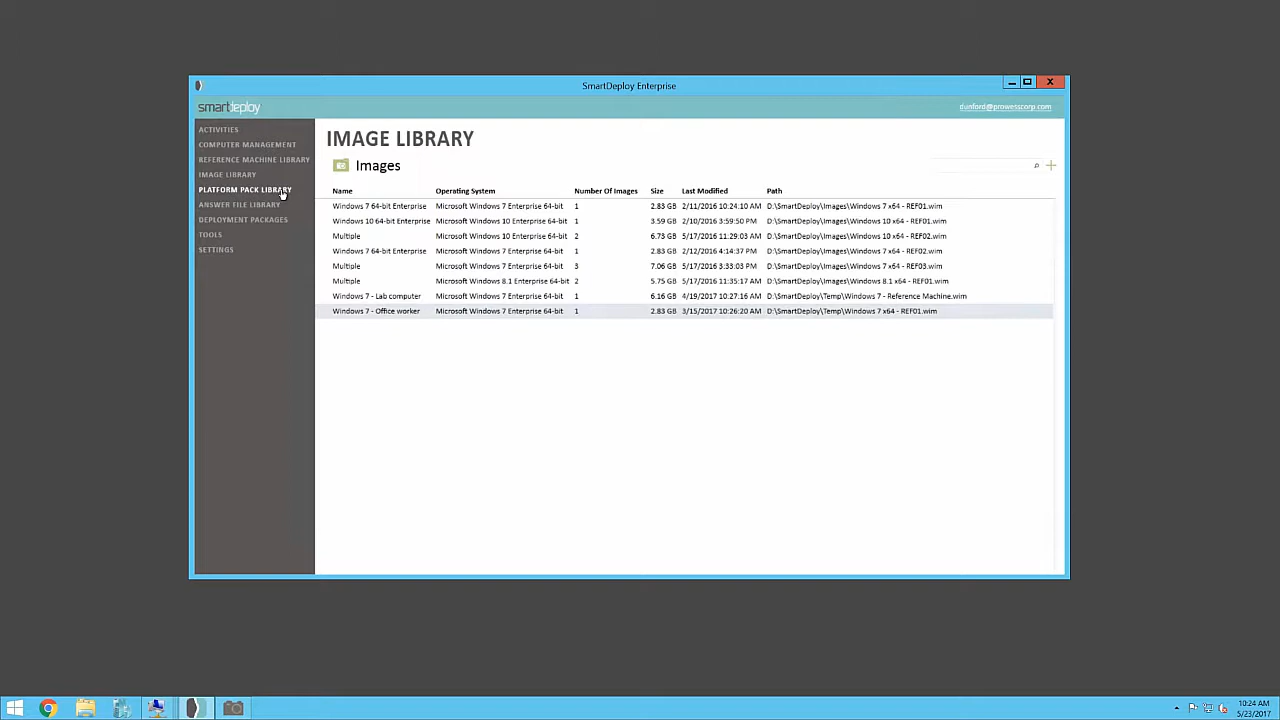 SmartDeploy Enterprise
smartdeploy
dunford@prowesscorp.com
ACTIVITIES
COMPUTER MANAGEMENT
REFERENCE MACHINE LIBRARY
IMAGE LIBRARY
PLATFORM PACK LIBRARY
ANSWER FILE LIBRARY
DEPLOYMENT PACKAGES
TOOLS
SETTINGS
IMAGE LIBRARY
Images
Name Operating System Number Of Images Size Last Modified Path
Windows 7 64-bit Enterprise Microsoft Windows 7 Enterprise 64-bit 1 2.83 GB 2/11/2016 10:24:10 AM D:\SmartDeploy\Images\Windows 7 x64 - REF01.wim
Windows 10 64-bit Enterprise Microsoft Windows 10 Enterprise 64-bit 1 3.59 GB 2/10/2016 3:59:50 PM D:\SmartDeploy\Images\Windows 10 x64 - REF01.wim
Multiple Microsoft Windows 10 Enterprise 64-bit 2 6.73 GB 5/17/2016 11:29:03 AM D:\SmartDeploy\Images\Windows 10 x64 - REF02.wim
Windows 7 64-bit Enterprise Microsoft Windows 7 Enterprise 64-bit 1 2.83 GB 2/12/2016 4:14:37 PM D:\SmartDeploy\Images\Windows 7 x64 - REF02.wim
Multiple Microsoft Windows 7 Enterprise 64-bit 3 7.06 GB 5/17/2016 3:33:03 PM D:\SmartDeploy\Images\Windows 7 x64 - REF03.wim
Multiple Microsoft Windows 8.1 Enterprise 64-bit 2 5.75 GB 5/17/2016 11:35:17 AM D:\SmartDeploy\Images\Windows 8.1 x64 - REF01.wim
Windows 7 - Lab computer Microsoft Windows 7 Enterprise 64-bit 1 6.16 GB 4/19/2017 10:27:16 AM D:\SmartDeploy\Temp\Windows 7 - Reference Machine.wim
Windows 7 - Office worker Microsoft Windows 7 Enterprise 64-bit 1 2.83 GB 3/15/2017 10:26:20 AM D:\SmartDeploy\Temp\Windows 7 x64 - REF01.wim
10:24 AM
5/23/2017